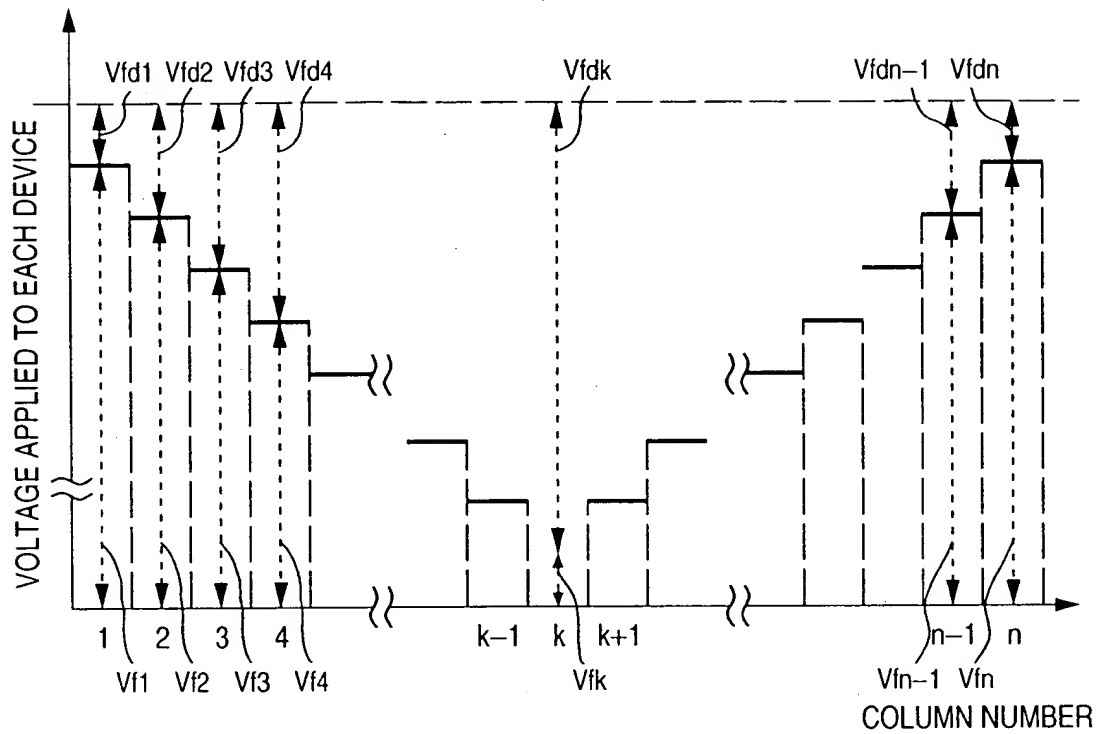 Vfd1 Vfd2 Vfd3 Vfd4 Vfdk Vfdn–1 Vfdn
VOLTAGE APPLIED TO EACH DEVICE
1 2 3 4 k–1 k k+1 n–1 n
Vf1 Vf2 Vf3 Vf4 Vfk Vfn–1 Vfn
COLUMN NUMBER